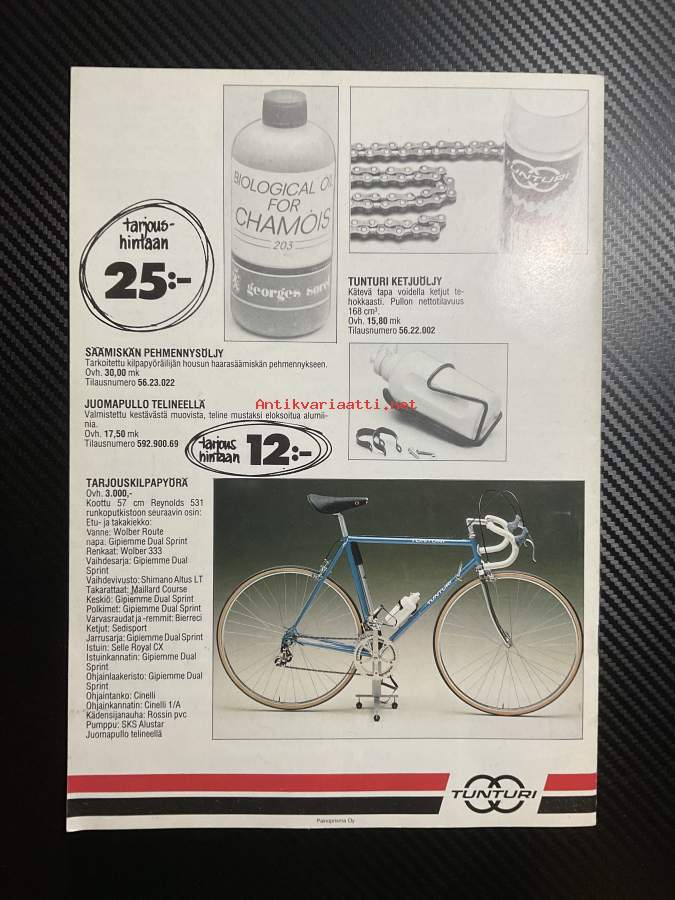 BIOLOGICAL OIL
FOR
CHAMOIS
203
georges sorel
TUNTURI
tarjous-
hintaan
25:-
TUNTURI KETJUÖLJY
Kätevä tapa voidella ketjut te-
hokkaasti. Pullon nettotilavuus
168 cm³.
Ovh. 15,80 mk
Tilausnumero 56.22.002
SÄÄMISKÄN PEHMENNYSÖLJY
Tarkoitettu kilpapyöräilijän housun haarasäämiskän pehmennykseen.
Ovh. 30,00 mk
Tilausnumero 56.23.022
Antikvariaatti.net
JUOMAPULLO TELINEELLÄ
Valmistettu kestävästä muovista, teline mustaksi eloksoitua alumii-
nia.
Ovh. 17,50 mk
Tilausnumero 592.900.69
tarjous
hintaan 12:-
TARJOUSKILPAPYÖRÄ
Ovh. 3.000,-
Koottu 57 cm Reynolds 531
runkoputkistoon seuraavin osin:
Etu- ja takakiekko:
Vanne: Wolber Route
napa: Gipiemme Dual Sprint
Renkaat: Wolber 333
Vaihdesarja: Gipiemme Dual
Sprint
Vaihdevivusto: Shimano Altus LT
Takarattaat: Maillard Course
Keskiö: Gipiemme Dual Sprint
Polkimet: Gipiemme Dual Sprint
Varvasraudat ja -remmit: Bierreci
Ketjut: Sedisport
Jarrusarja: Gipiemme Dual Sprint
Istuin: Selle Royal CX
Istuinkannatin: Gipiemme Dual
Sprint
Ohjainlaakeristo: Gipiemme Dual
Sprint
Ohjaintanko: Cinelli
Ohjainkannatin: Cinelli 1/A
Kädensijanauha: Rossin pvc
Pumppu: SKS Alustar
Juomapullo telineellä
TUNTURI
TUNTURI
TUNTURI
Painoprisma Oy